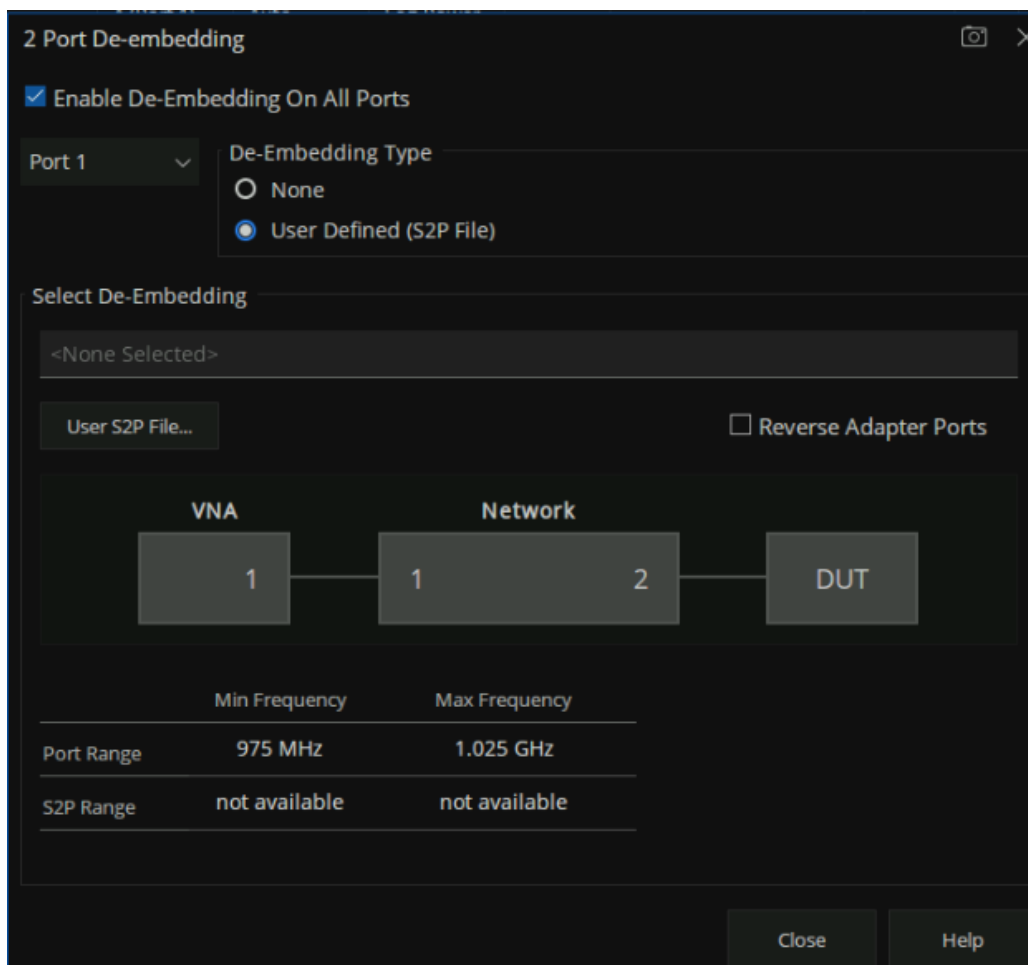 2 Port De-embedding
Enable De-Embedding On All Ports
Port 1
De-Embedding Type
None
User Defined (S2P File)
Select De-Embedding
<None Selected>
User S2P File...
Reverse Adapter Ports
VNA Network
1 1 2 DUT
Min Frequency Max Frequency
Port Range 975 MHz 1.025 GHz
S2P Range not available not available
Close Help